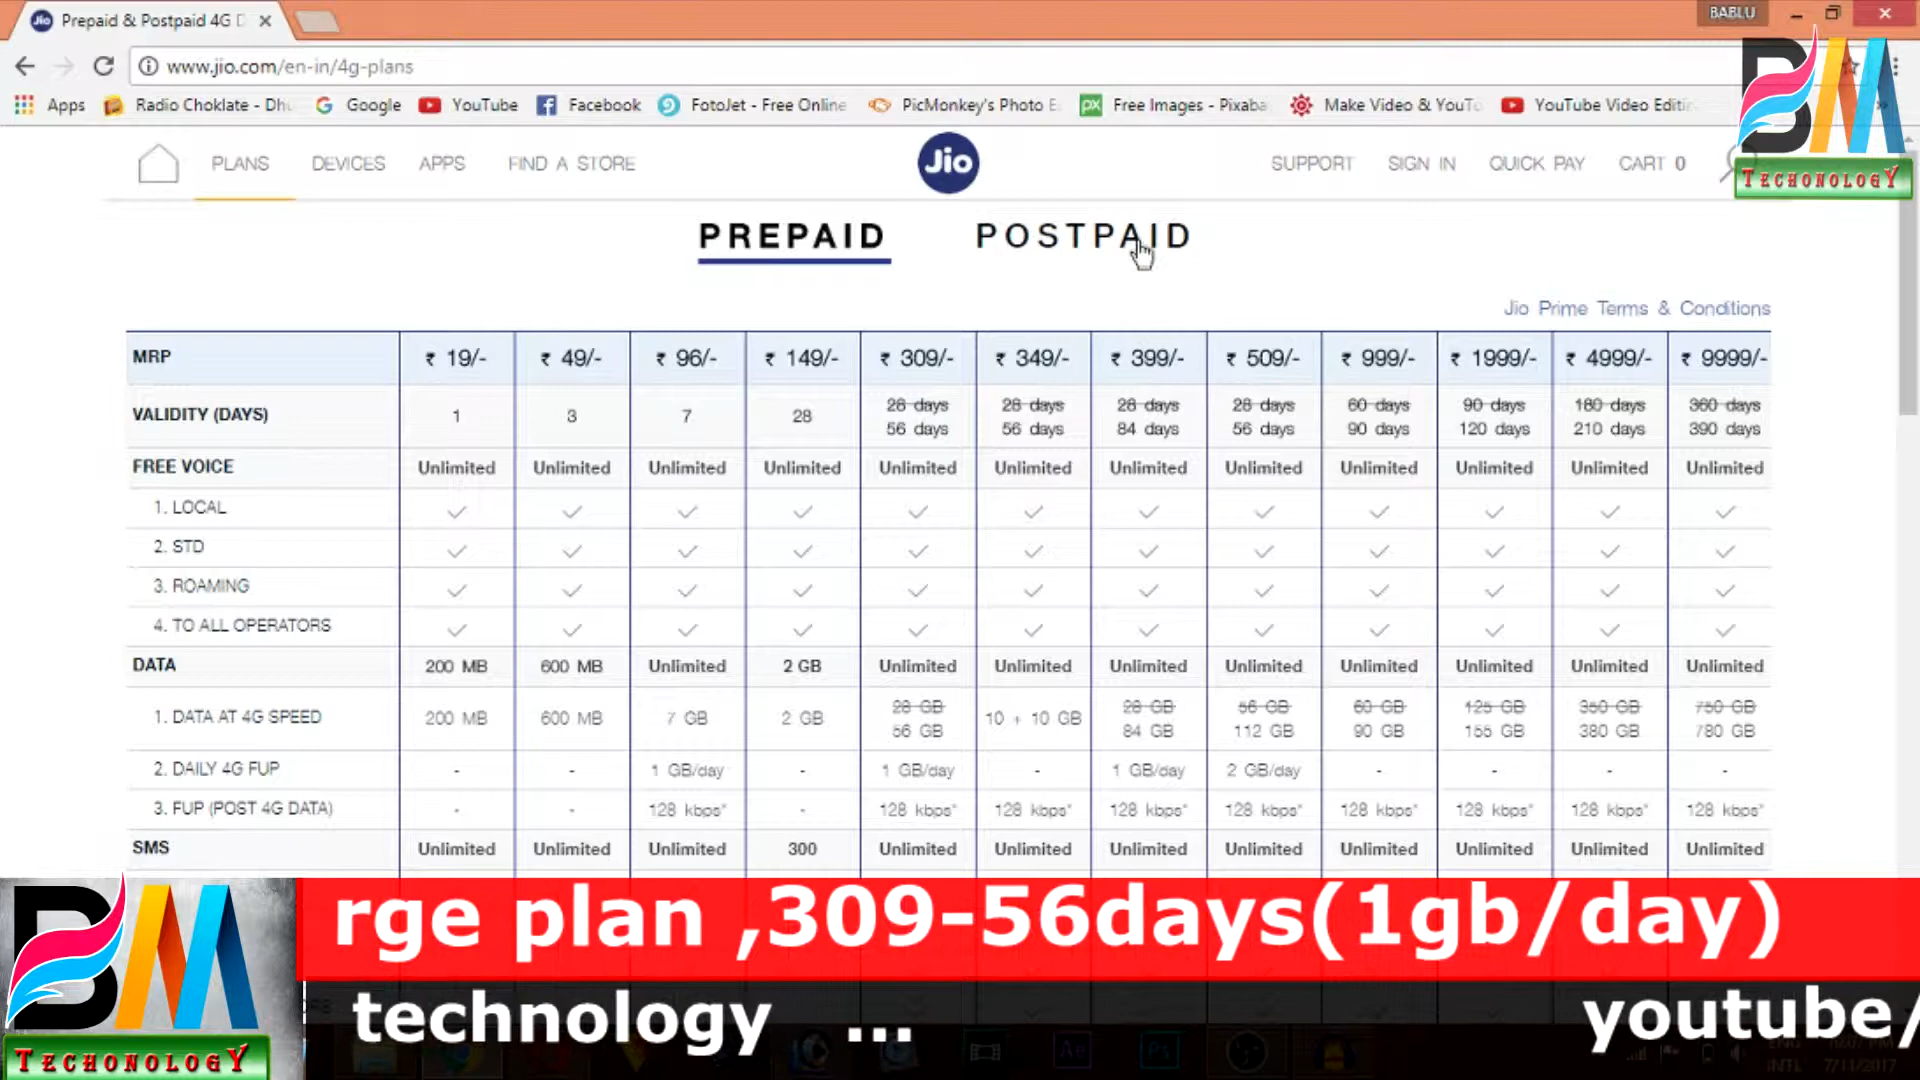 Prepaid & Postpaid 4G D
BABLU
www.jio.com/en-in/4g-plans
Apps Radio Choklate - Dhu Google YouTube Facebook FotoJet - Free Online PicMonkey's Photo E Free Images - Pixaba Make Video & YouTu YouTube Video Editin
BM
TECHONOLOGY
PLANS DEVICES APPS FIND A STORE Jio SUPPORT SIGN IN QUICK PAY CART 0
PREPAID POSTPAID
Jio Prime Terms & Conditions
MRP ₹ 19/- ₹ 49/- ₹ 96/- ₹ 149/- ₹ 309/- ₹ 349/- ₹ 399/- ₹ 509/- ₹ 999/- ₹ 1999/- ₹ 4999/- ₹ 9999/-
28 days 28 days 28 days 28 days 60 days 90 days 180 days 360 days
VALIDITY (DAYS) 1 3 7 28 56 days 56 days 84 days 56 days 90 days 120 days 210 days 390 days
FREE VOICE Unlimited Unlimited Unlimited Unlimited Unlimited Unlimited Unlimited Unlimited Unlimited Unlimited Unlimited Unlimited
1. LOCAL
2. STD
3. ROAMING
4. TO ALL OPERATORS
DATA 200 MB 600 MB Unlimited 2 GB Unlimited Unlimited Unlimited Unlimited Unlimited Unlimited Unlimited Unlimited
28 GB 28 GB 56 GB 60 GB 125 GB 350 GB 750 GB
1. DATA AT 4G SPEED 200 MB 600 MB 7 GB 2 GB 56 GB 10 + 10 GB 84 GB 112 GB 90 GB 155 GB 380 GB 780 GB
2. DAILY 4G FUP - - 1 GB/day - 1 GB/day - 1 GB/day 2 GB/day - - - -
3. FUP (POST 4G DATA) - - 128 kbps* - 128 kbps* 128 kbps* 128 kbps* 128 kbps* 128 kbps* 128 kbps* 128 kbps* 128 kbps*
SMS Unlimited Unlimited Unlimited 300 Unlimited Unlimited Unlimited Unlimited Unlimited Unlimited Unlimited Unlimited
rge plan ,309-56days(1gb/day)
technology ... youtube/
BM
TECHONOLOGY
Ae Ps
INTL 7/11/2017